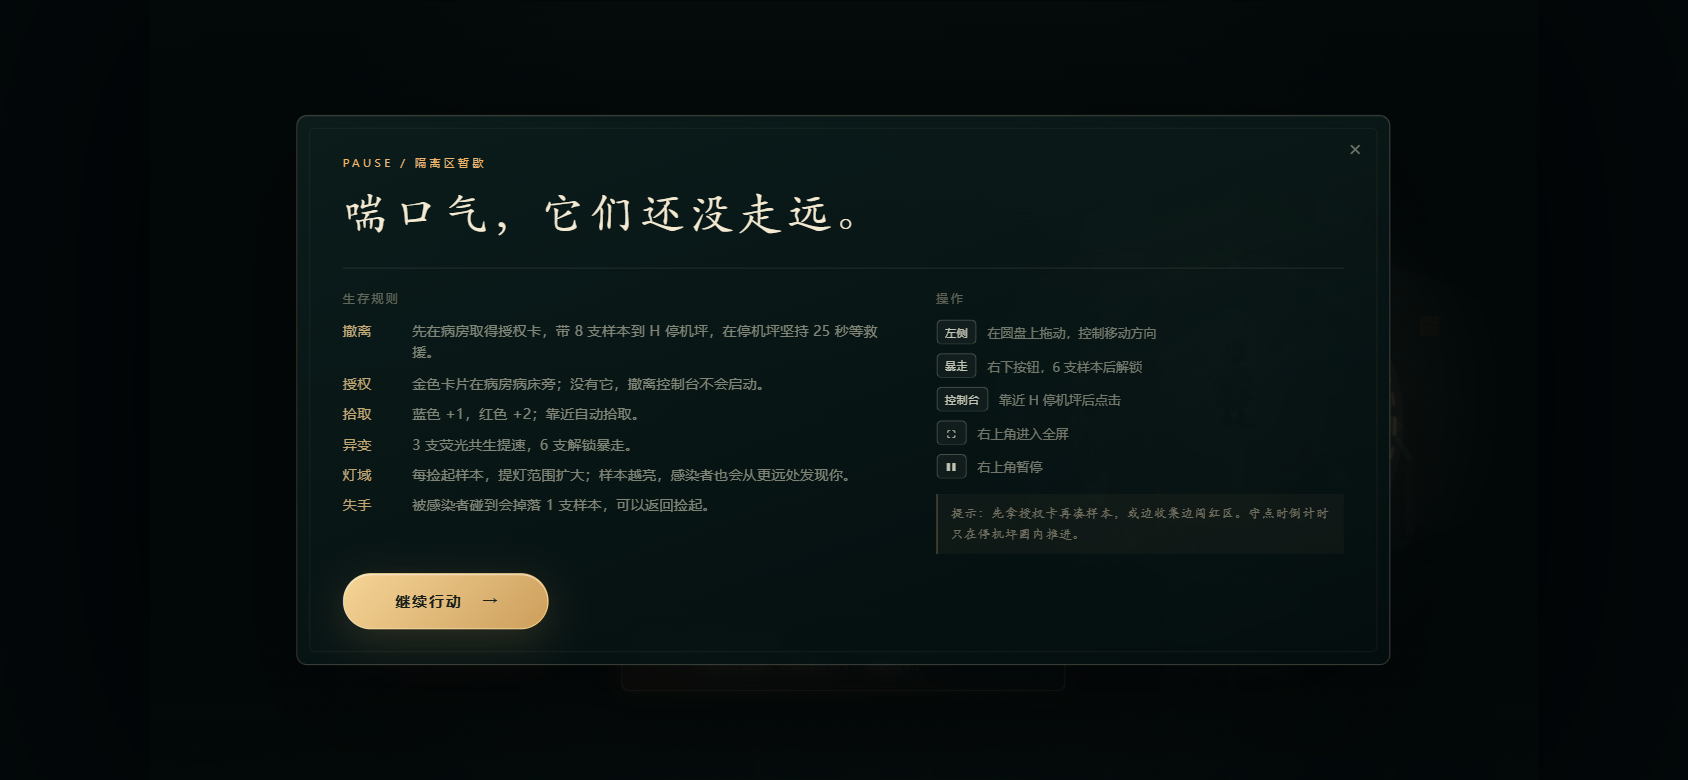 PAUSE / 隔离区暂歇
喘口气，它们还没走远。
生存规则
撤离 先在病房取得授权卡，带 8 支样本到 H 停机坪，在停机坪坚持 25 秒等救
援。
授权 金色卡片在病房病床旁；没有它，撤离控制台不会启动。
拾取 蓝色 +1，红色 +2；靠近自动拾取。
异变 3 支荧光共生提速，6 支解锁暴走。
灯域 每捡起样本，提灯范围扩大；样本越亮，感染者也会从更远处发现你。
失手 被感染者碰到会掉落 1 支样本，可以返回捡起。
操作
左侧 在圆盘上拖动，控制移动方向
暴走 右下按钮，6 支样本后解锁
控制台 靠近 H 停机坪后点击
右上角进入全屏
右上角暂停
提示：先拿授权卡再凑样本，或边收集边闯红区。守点时倒计时
只在停机坪圈内推进。
继续行动 →